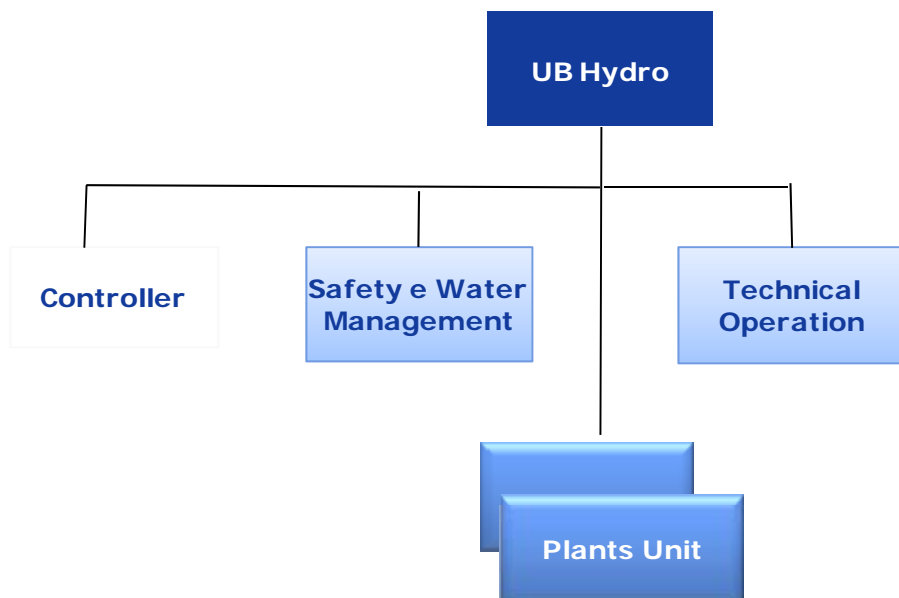 UB Hydro
Controller
Safety e Water
Management
Technical
Operation
Plants Unit